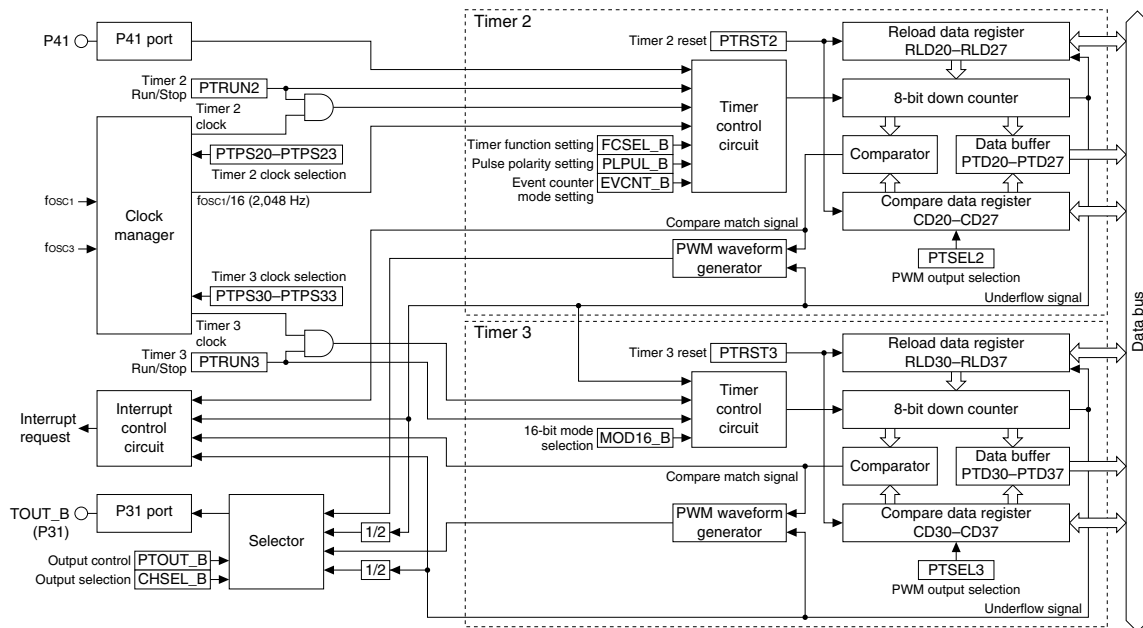 P41
P41 port
Timer 2
Run/Stop
PTRUN2
Timer 2
clock
PTPS20–PTPS23
Timer 2 clock selection
fOSC1/16 (2,048 Hz)
fOSC1
fOSC3
Clock
manager
Timer 3 clock selection
PTPS30–PTPS33
Timer 3
clock
Timer 3
Run/Stop
PTRUN3
Interrupt
request
Interrupt
control
circuit
TOUT_B
(P31)
P31 port
Output control
PTOUT_B
Output selection
CHSEL_B
Selector
1/2
1/2
Timer 2
Timer 2 reset
PTRST2
Timer function setting
FCSEL_B
Pulse polarity setting
PLPUL_B
Event counter
mode setting
EVCNT_B
Timer
control
circuit
Reload data register
RLD20–RLD27
8-bit down counter
Comparator
Data buffer
PTD20–PTD27
Compare data register
CD20–CD27
Compare match signal
PWM waveform
generator
PTSEL2
PWM output selection
Underflow signal
Timer 3
Timer 3 reset
PTRST3
16-bit mode
selection
MOD16_B
Timer
control
circuit
Reload data register
RLD30–RLD37
8-bit down counter
Comparator
Data buffer
PTD30–PTD37
Compare data register
CD30–CD37
Compare match signal
PWM waveform
generator
PTSEL3
PWM output selection
Underflow signal
Data bus